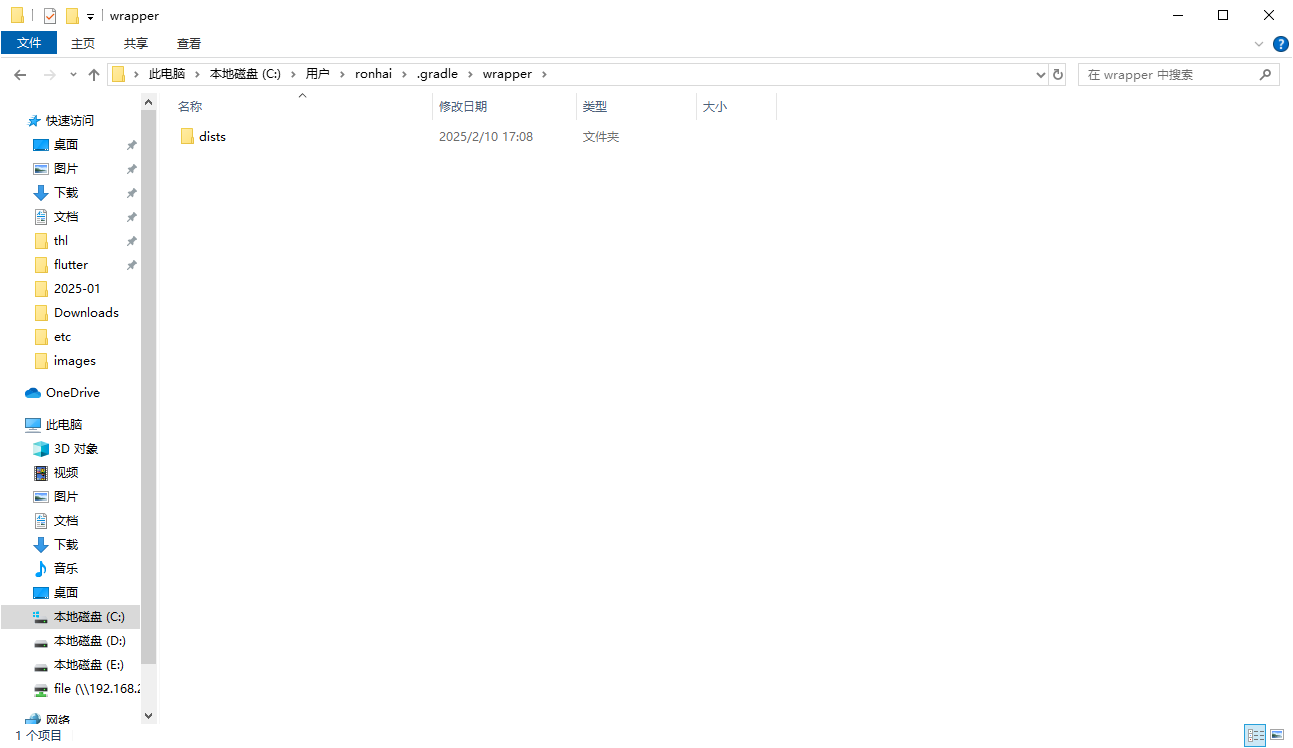 wrapper
文件 主页 共享 查看
此电脑 本地磁盘 (C:) 用户 ronhai .gradle wrapper
在 wrapper 中搜索
名称 修改日期 类型 大小
dists 2025/2/10 17:08 文件夹
快速访问
桌面
图片
下载
文档
thl
flutter
2025-01
Downloads
etc
images
OneDrive
此电脑
3D 对象
视频
图片
文档
下载
音乐
桌面
本地磁盘 (C:)
本地磁盘 (D:)
本地磁盘 (E:)
file (\\192.168.2
网络
1 个项目